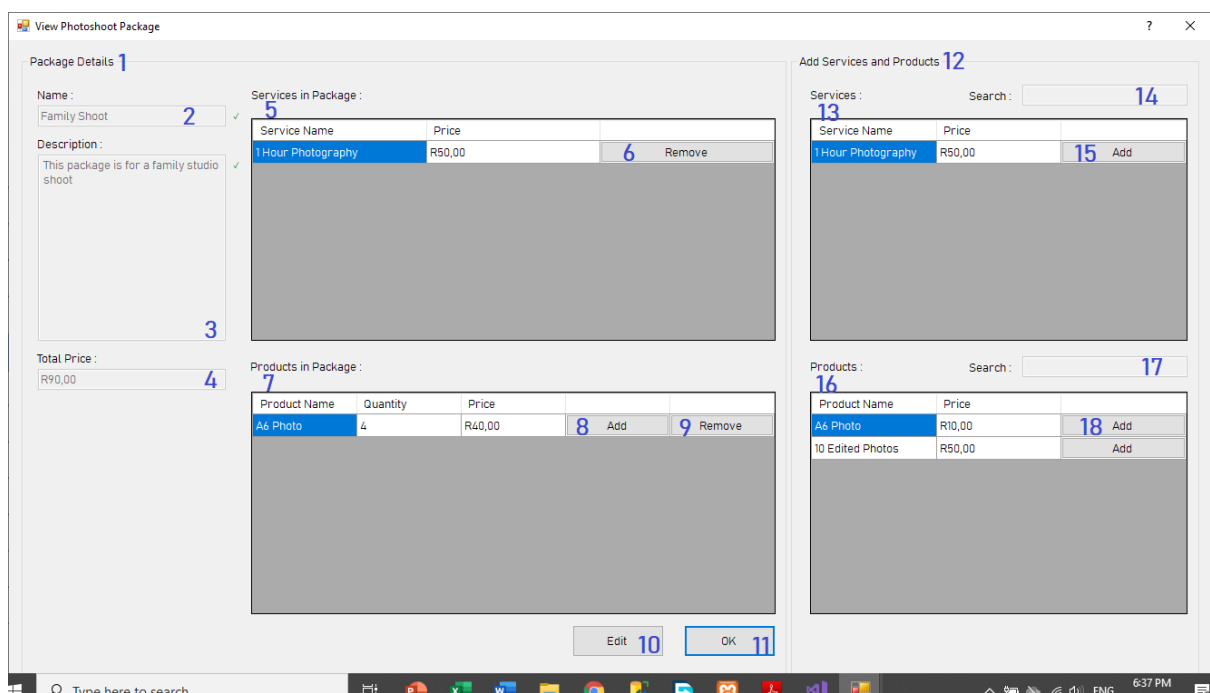 View Photoshoot Package ?
Package Details 1
Add Services and Products 12
Name :
Family Shoot 2
Description :
This package is for a family studio
shoot
3
Total Price :
R90,00 4
Services in Package :
5
Service Name Price
1 Hour Photography R50,00 6 Remove
Products in Package :
7
Product Name Quantity Price
A6 Photo 4 R40,00 8 Add 9 Remove
Edit 10 OK 11
Services : Search : 14
13
Service Name Price
1 Hour Photography R50,00 15 Add
Products : Search : 17
16
Product Name Price
A6 Photo R10,00 18 Add
10 Edited Photos R50,00 Add
Type here to search
ENG 6:37 PM